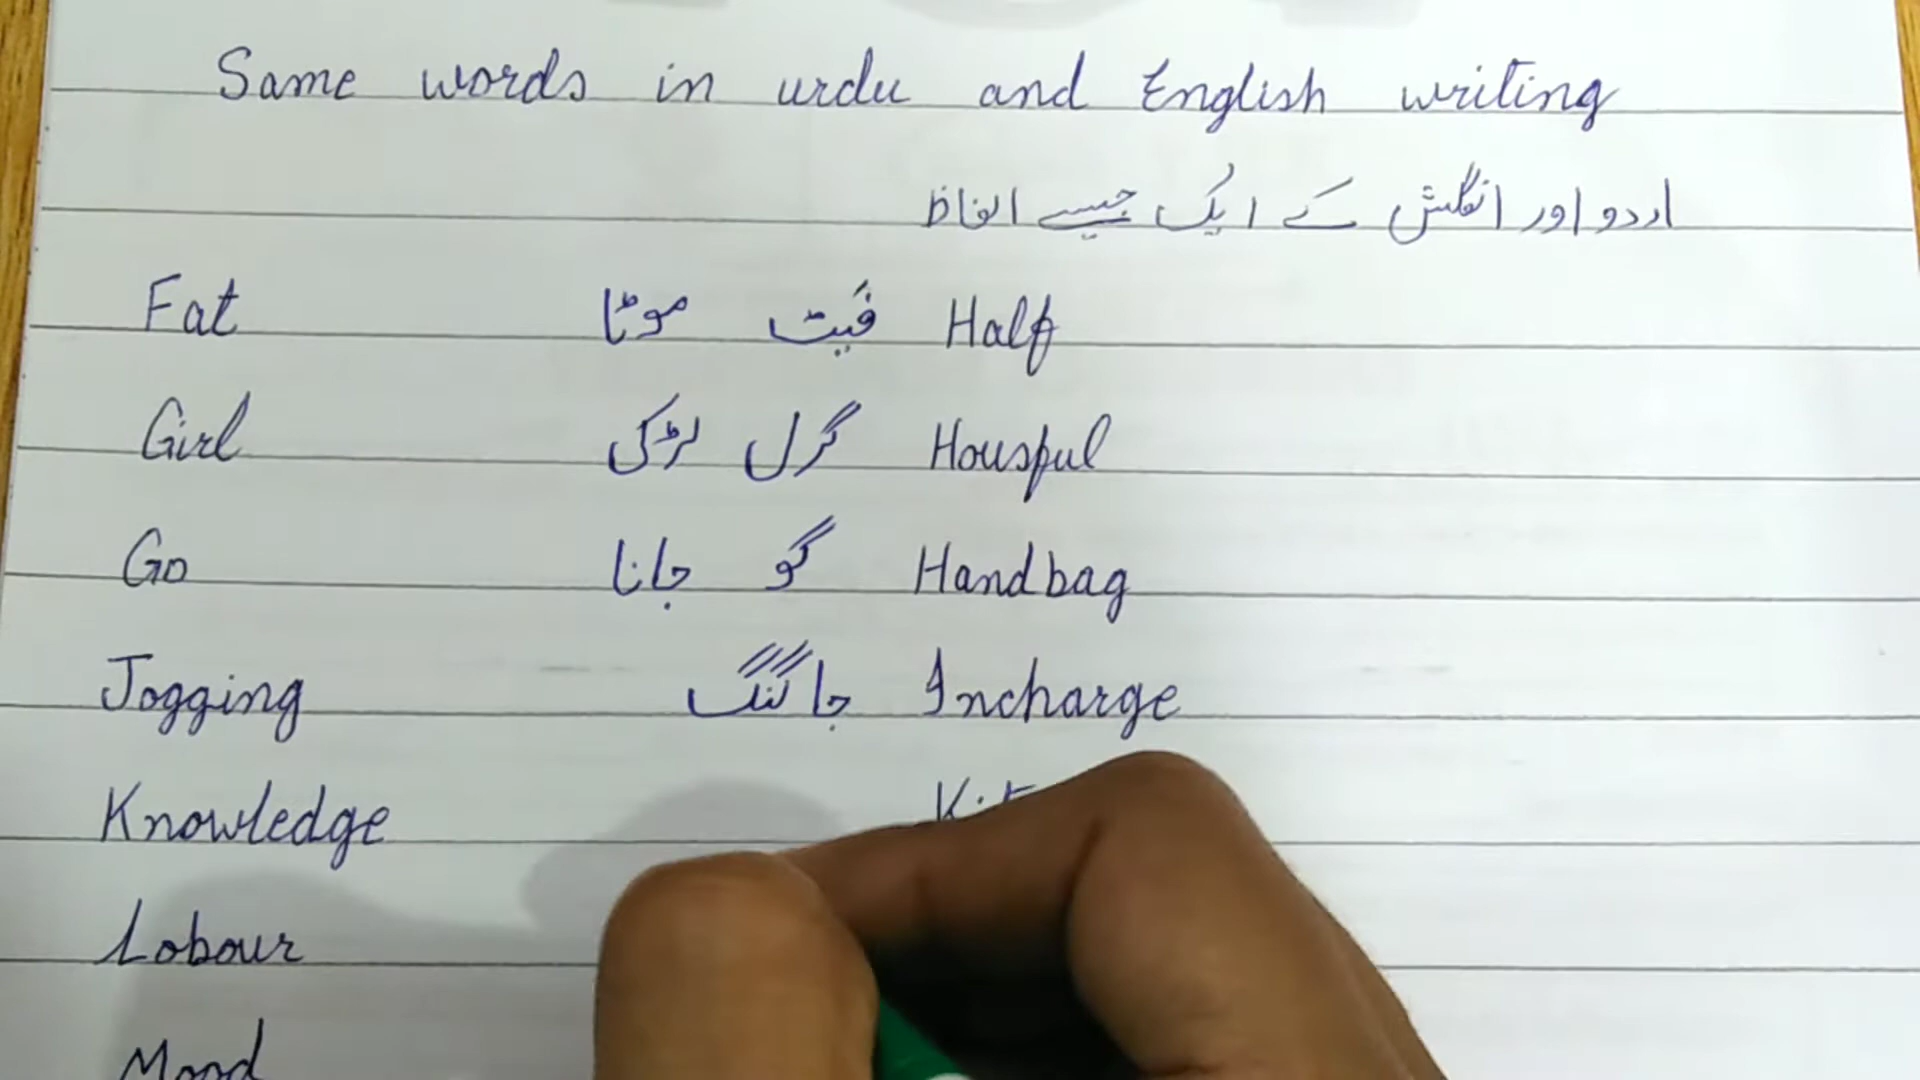 Same words in urdu and English writing
اردو اور انگلش کے ایک جیسے الفاظ
Fat فَیٹ موٹا Half
Girl گرل لڑکی Housful
Go گو جانا Handbag
Jogging جاگنگ Incharge
Knowledge
Lobour
Mood